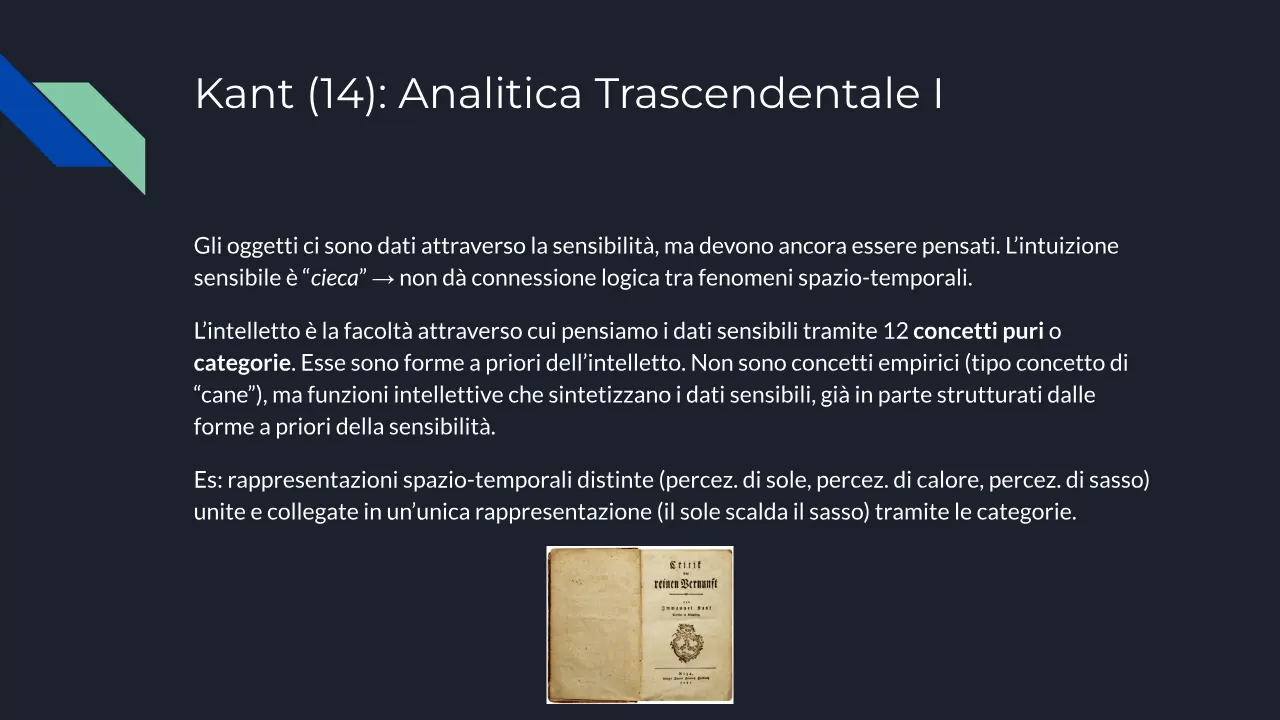 Kant (14): Analitica Trascendentale I
Gli oggetti ci sono dati attraverso la sensibilità, ma devono ancora essere pensati. L’intuizione
sensibile è “cieca” → non dà connessione logica tra fenomeni spazio-temporali.
L’intelletto è la facoltà attraverso cui pensiamo i dati sensibili tramite 12 concetti puri o
categorie. Esse sono forme a priori dell’intelletto. Non sono concetti empirici (tipo concetto di
“cane”), ma funzioni intellettive che sintetizzano i dati sensibili, già in parte strutturati dalle
forme a priori della sensibilità.
Es: rappresentazioni spazio-temporali distinte (percez. di sole, percez. di calore, percez. di sasso)
unite e collegate in un’unica rappresentazione (il sole scalda il sasso) tramite le categorie.
Critik
reinen Vernunft
Immanuel Kant
Riga,